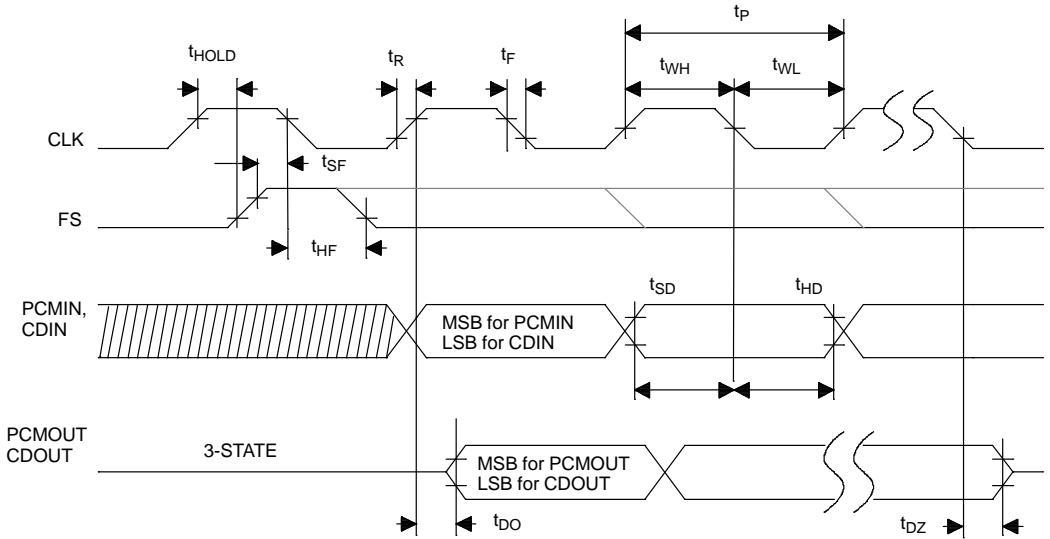 tP
tHOLD
tR
tF
tWH
tWL
CLK
tSF
FS
tHF
tSD
tHD
PCMIN,
CDIN
MSB for PCMIN
LSB for CDIN
PCMOUT
CDOUT
3-STATE
MSB for PCMOUT
LSB for CDOUT
tDO
tDZ